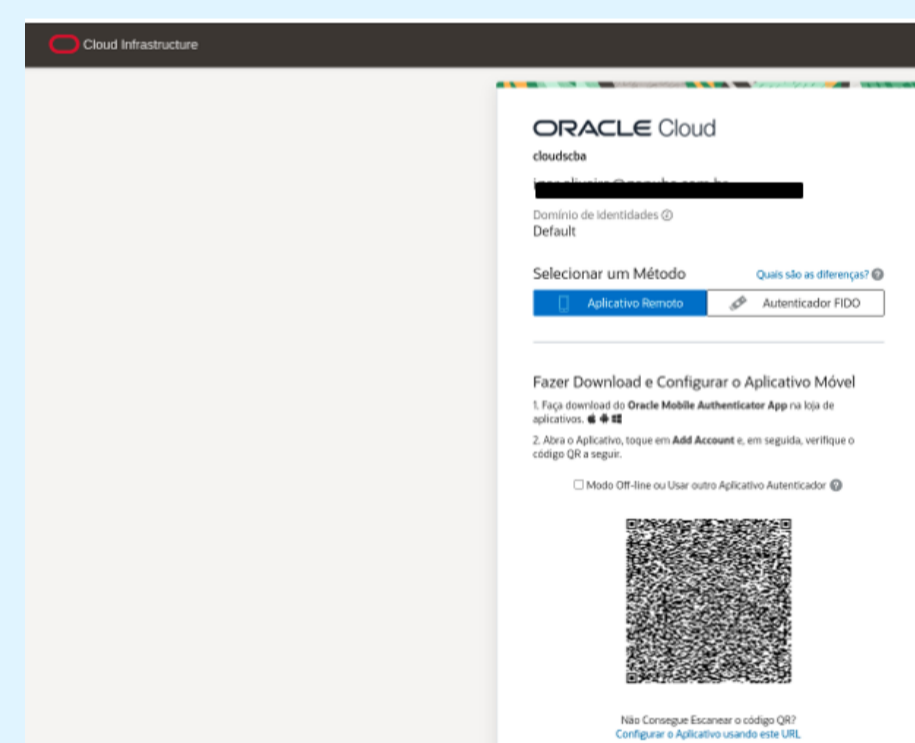 Cloud Infrastructure
ORACLE Cloud
cloudscba
Domínio de identidades
Default
Selecionar um Método
Quais são as diferenças?
Aplicativo Remoto
Autenticador FIDO
Fazer Download e Configurar o Aplicativo Móvel
1. Faça download do Oracle Mobile Authenticator App na loja de
aplicativos.
2. Abra o Aplicativo, toque em Add Account e, em seguida, verifique o
código QR a seguir.
Modo Off-line ou Usar outro Aplicativo Autenticador
Não Consegue Escanear o código QR?
Configurar o Aplicativo usando este URL